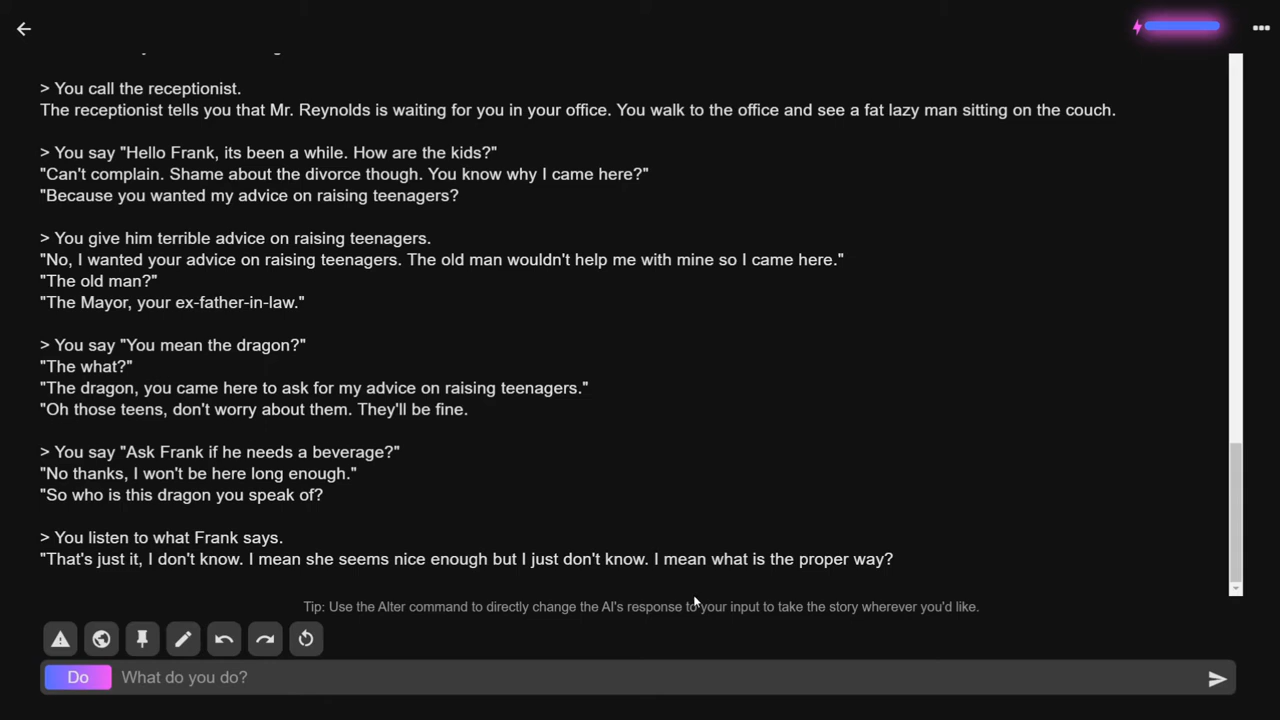 > You call the receptionist.
The receptionist tells you that Mr. Reynolds is waiting for you in your office. You walk to the office and see a fat lazy man sitting on the couch.
> You say "Hello Frank, its been a while. How are the kids?"
"Can't complain. Shame about the divorce though. You know why I came here?"
"Because you wanted my advice on raising teenagers?
> You give him terrible advice on raising teenagers.
"No, I wanted your advice on raising teenagers. The old man wouldn't help me with mine so I came here."
"The old man?"
"The Mayor, your ex-father-in-law."
> You say "You mean the dragon?"
"The what?"
"The dragon, you came here to ask for my advice on raising teenagers."
"Oh those teens, don't worry about them. They'll be fine.
> You say "Ask Frank if he needs a beverage?"
"No thanks, I won't be here long enough."
"So who is this dragon you speak of?
> You listen to what Frank says.
"That's just it, I don't know. I mean she seems nice enough but I just don't know. I mean what is the proper way?
Tip: Use the Alter command to directly change the AI's response to your input to take the story wherever you'd like.
Do What do you do?